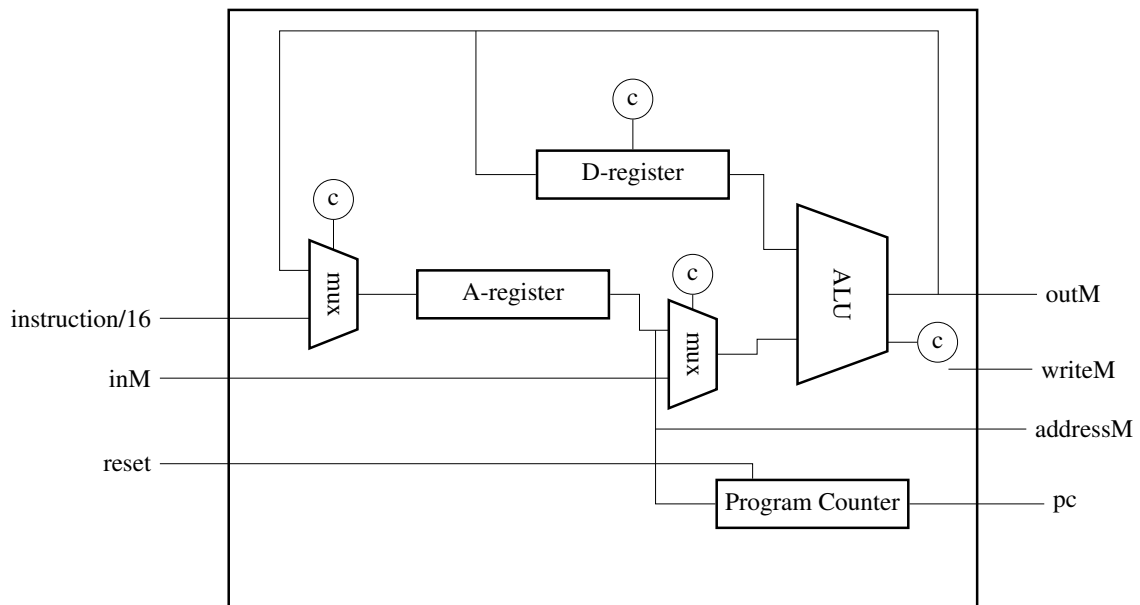 c
D-register
c
mux
A-register
c
mux
ALU
outM
instruction/16
c
inM
writeM
addressM
reset
Program Counter
pc